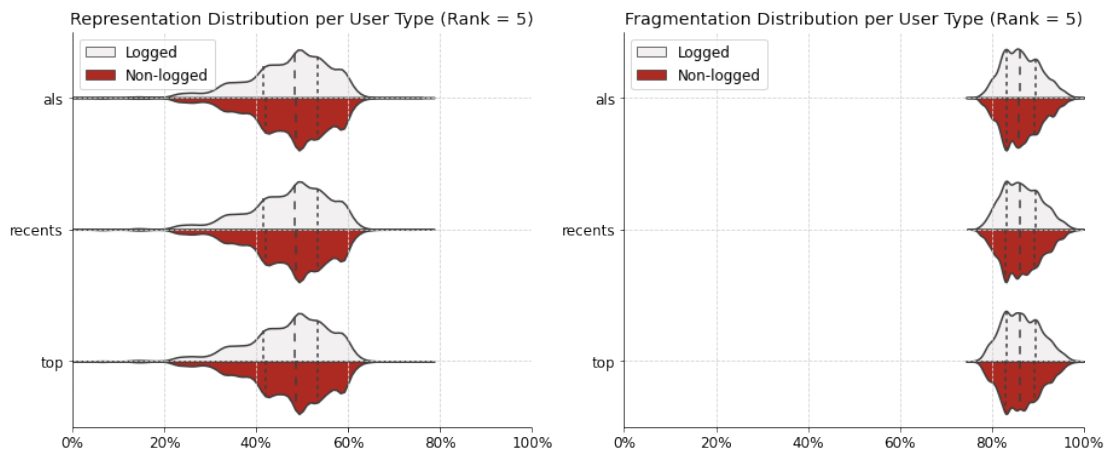 Representation Distribution per User Type (Rank = 5)
Logged
Non-logged
als
recents
top
0%
20%
40%
60%
80%
100%
Fragmentation Distribution per User Type (Rank = 5)
Logged
Non-logged
als
recents
top
0%
20%
40%
60%
80%
100%